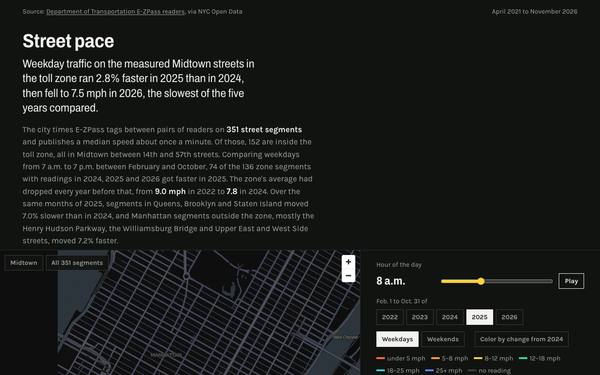 Source: Department of Transportation E-ZPass readers, via NYC Open Data
April 2021 to November 2026
Street pace
Weekday traffic on the measured Midtown streets in
the toll zone ran 2.8% faster in 2025 than in 2024,
then fell to 7.5 mph in 2026, the slowest of the five
years compared.
The city times E-ZPass tags between pairs of readers on 351 street segments
and publishes a median speed about once a minute. Of those, 152 are inside the
toll zone, all in Midtown between 14th and 57th streets. Comparing weekdays
from 7 a.m. to 7 p.m. between February and October, 74 of the 136 zone segments
with readings in 2024, 2025 and 2026 got faster in 2025. The zone's average had
dropped every year before that, from 9.0 mph in 2022 to 7.8 in 2024. Over the
same months of 2025, segments in Queens, Brooklyn and Staten Island moved
7.0% slower than in 2024, and Manhattan segments outside the zone, mostly the
Henry Hudson Parkway, the Williamsburg Bridge and Upper East and West Side
streets, moved 7.2% faster.
Midtown
All 351 segments
+
−
MANHATTAN
Hour of the day
8 a.m.
Play
Feb. 1 to Oct. 31 of
2022
2023
2024
2025
2026
Weekdays
Weekends
Color by change from 2024
under 5 mph
5–8 mph
8–12 mph
12–18 mph
18–25 mph
25+ mph
no reading